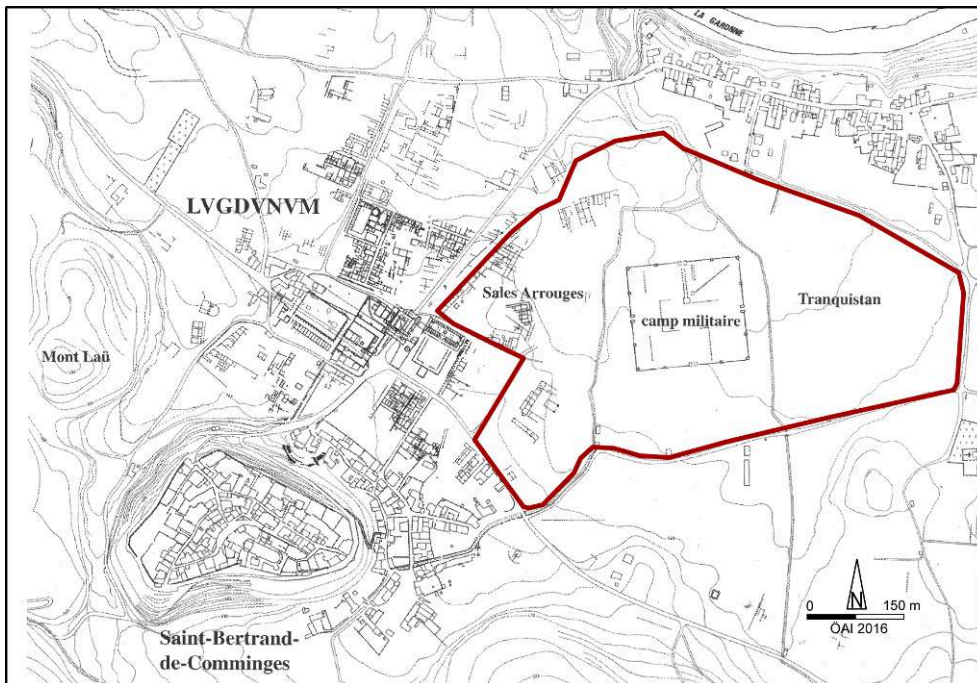 LA GARONNE
LVGDVNVM
Sales Arrouges
Tranquistan
camp militaire
Mont Laü
Saint-Bertrand-
de-Comminges
N
0 150 m
ÖAI 2016